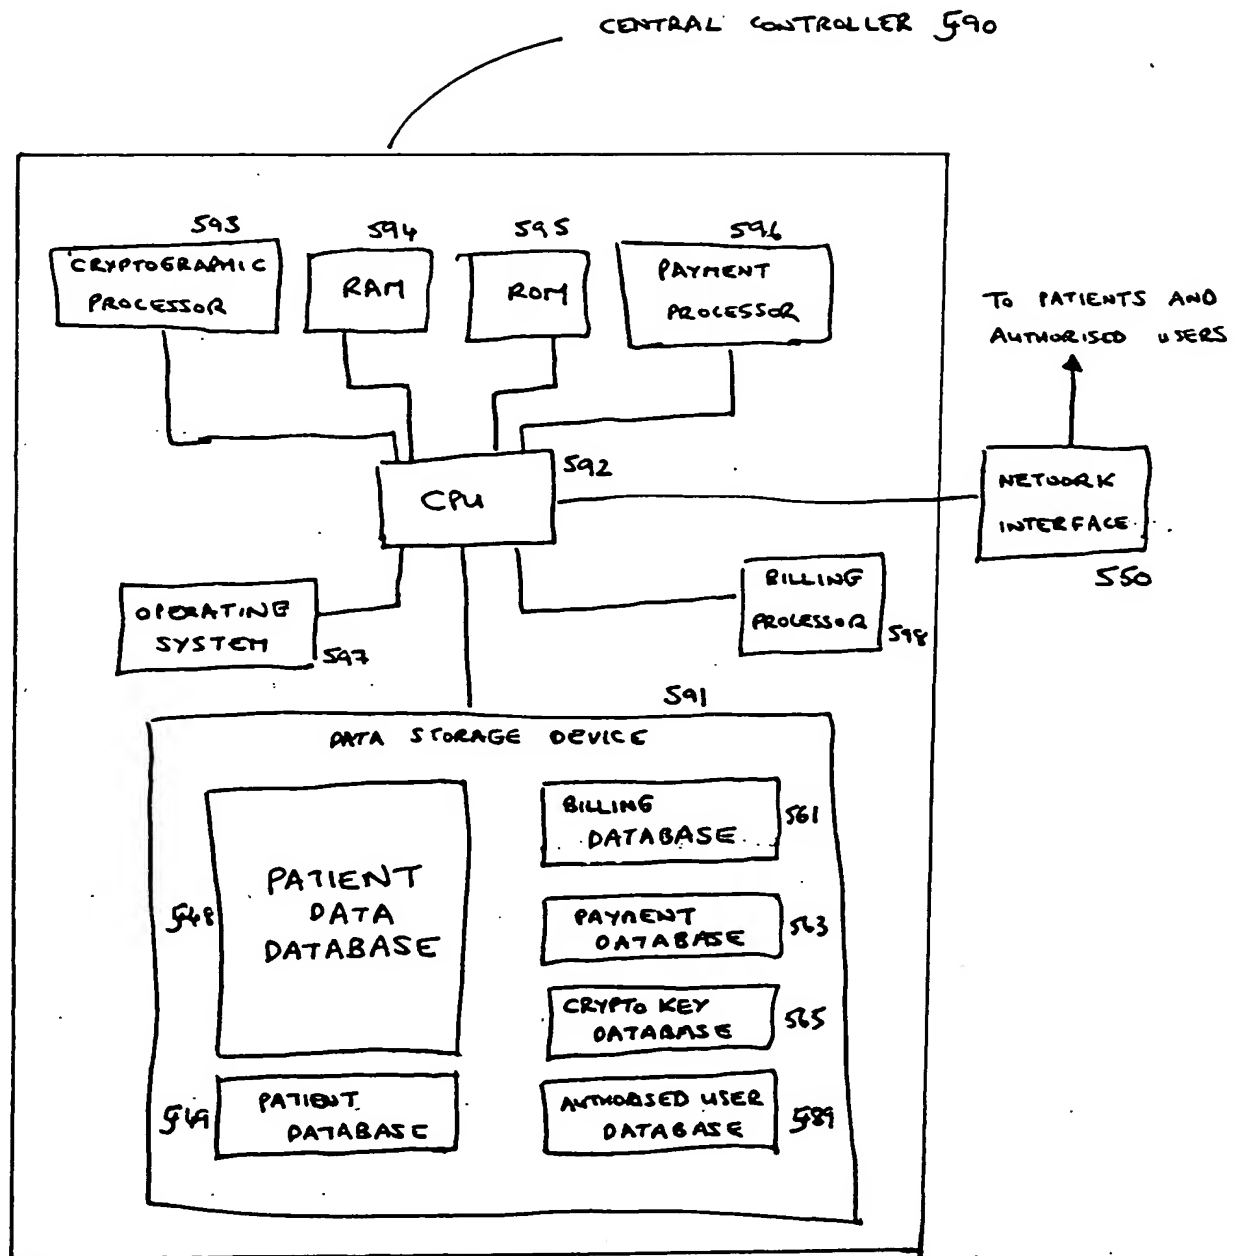 CENTRAL CONTROLLER 590
593
594
595
596
CRYPTOGRAPHIC
PROCESSOR
RAM
ROM
PAYMENT
PROCESSOR
TO PATIENTS AND
AUTHORISED USERS
592
CPU
NETWORK
INTERFACE
550
OPERATING
SYSTEM
597
BILLING
PROCESSOR
598
591
DATA STORAGE DEVICE
PATIENT
DATA
DATABASE
548
BILLING
DATABASE
561
PAYMENT
DATABASE
563
CRYPTO KEY
DATABASE
565
549
PATIENT
DATABASE
AUTHORISED USER
DATABASE
589